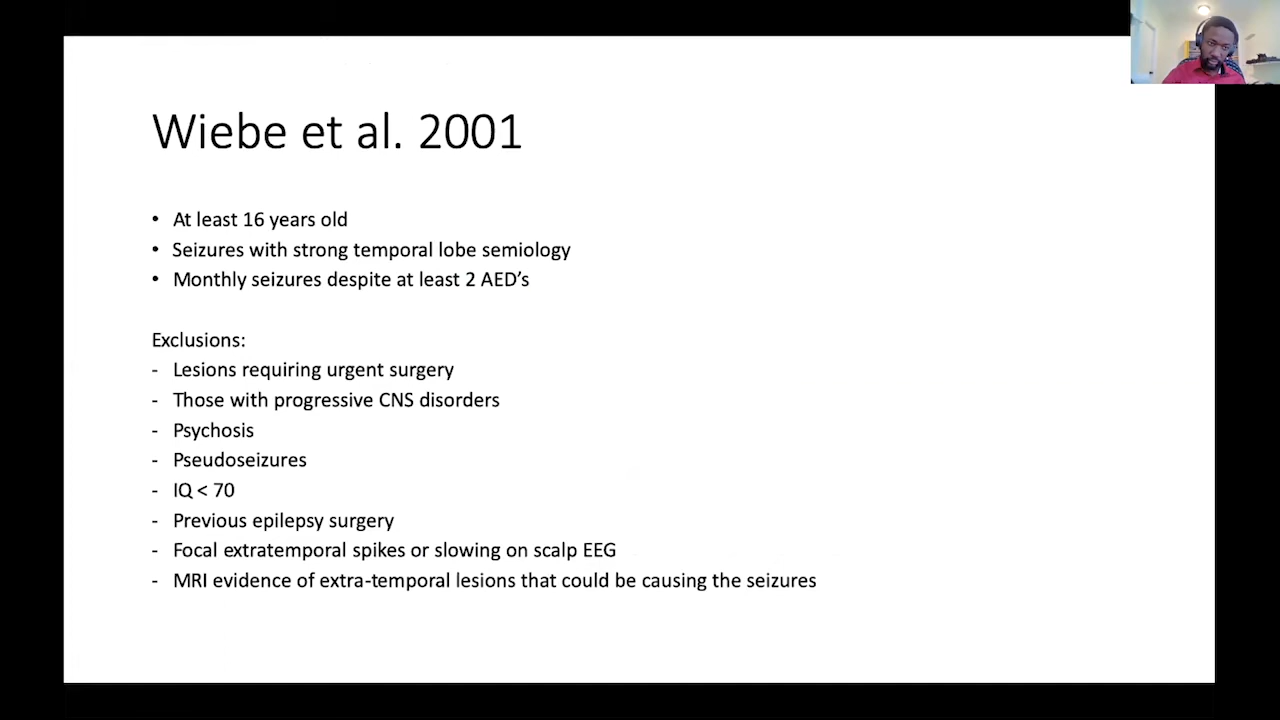 Wiebe et al. 2001
• At least 16 years old
• Seizures with strong temporal lobe semiology
• Monthly seizures despite at least 2 AED’s
Exclusions:
- Lesions requiring urgent surgery
- Those with progressive CNS disorders
- Psychosis
- Pseudoseizures
- IQ < 70
- Previous epilepsy surgery
- Focal extratemporal spikes or slowing on scalp EEG
- MRI evidence of extra-temporal lesions that could be causing the seizures